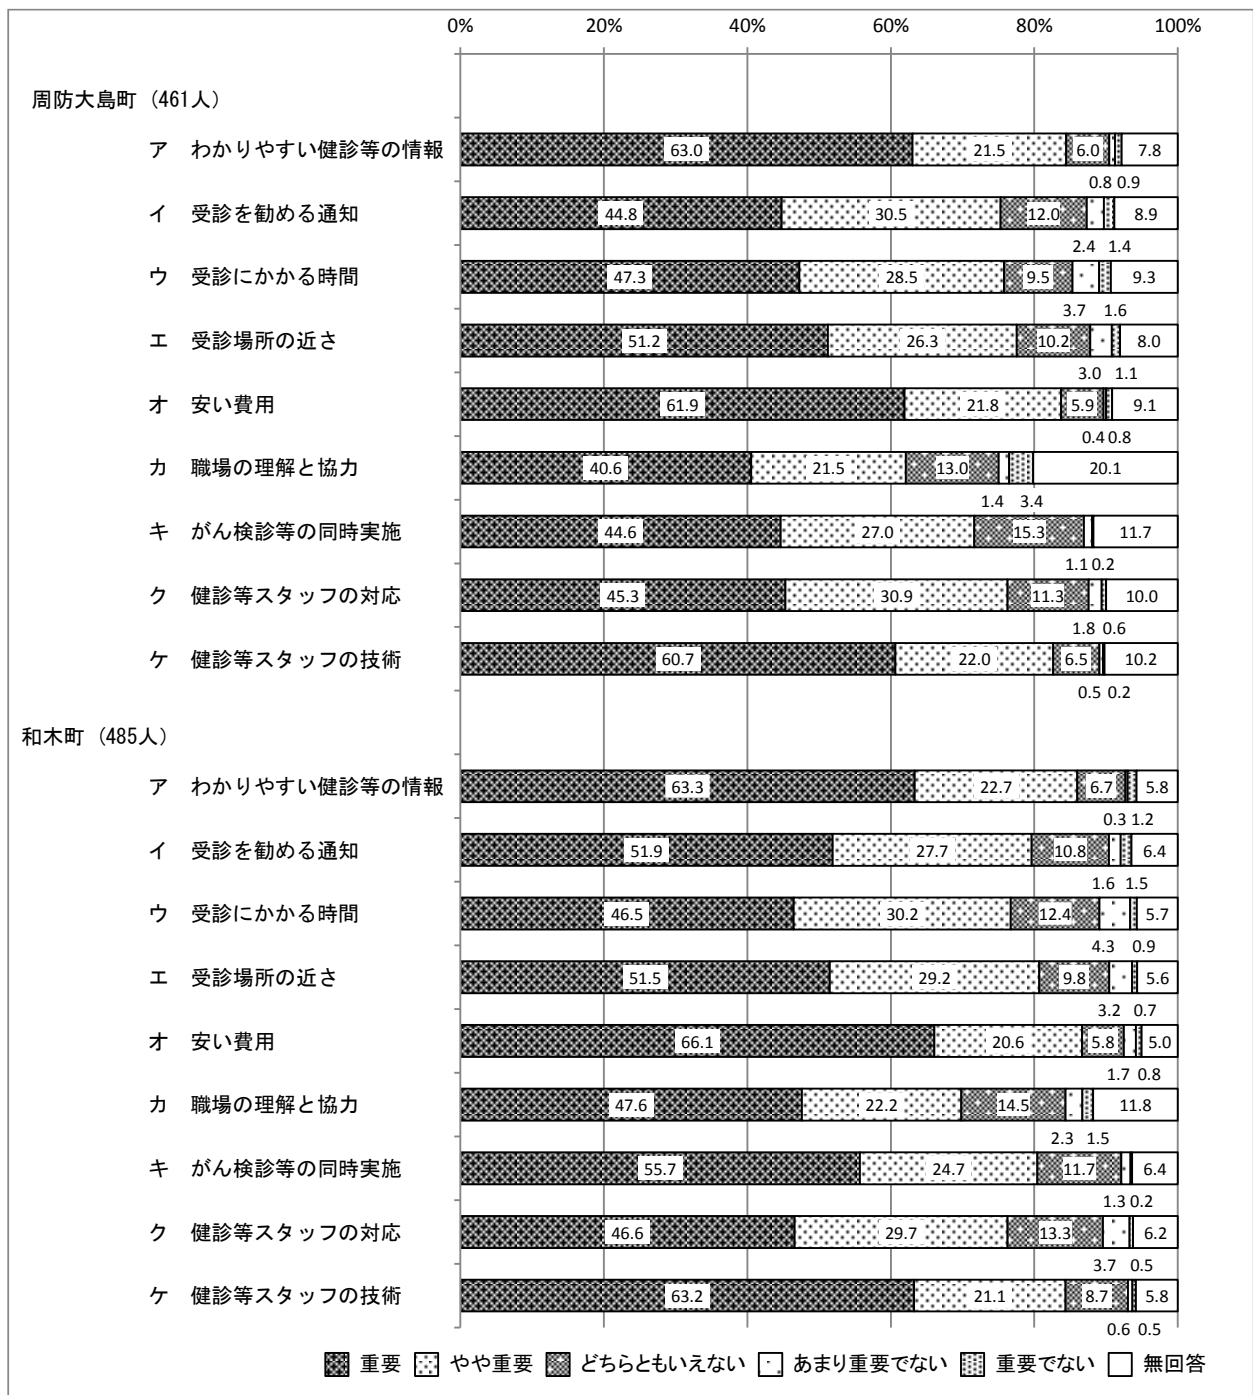 0% 20% 40% 60% 80% 100%
周防大島町（461人）
ア わかりやすい健診等の情報 63.0 21.5 6.0 7.8
0.8 0.9
イ 受診を勧める通知 44.8 30.5 12.0 8.9
2.4 1.4
ウ 受診にかかる時間 47.3 28.5 9.5 9.3
3.7 1.6
エ 受診場所の近さ 51.2 26.3 10.2 8.0
3.0 1.1
オ 安い費用 61.9 21.8 5.9 9.1
0.4 0.8
カ 職場の理解と協力 40.6 21.5 13.0 20.1
1.4 3.4
キ がん検診等の同時実施 44.6 27.0 15.3 11.7
1.1 0.2
ク 健診等スタッフの対応 45.3 30.9 11.3 10.0
1.8 0.6
ケ 健診等スタッフの技術 60.7 22.0 6.5 10.2
0.5 0.2
和木町（485人）
ア わかりやすい健診等の情報 63.3 22.7 6.7 5.8
0.3 1.2
イ 受診を勧める通知 51.9 27.7 10.8 6.4
1.6 1.5
ウ 受診にかかる時間 46.5 30.2 12.4 5.7
4.3 0.9
エ 受診場所の近さ 51.5 29.2 9.8 5.6
3.2 0.7
オ 安い費用 66.1 20.6 5.8 5.0
1.7 0.8
カ 職場の理解と協力 47.6 22.2 14.5 11.8
2.3 1.5
キ がん検診等の同時実施 55.7 24.7 11.7 6.4
1.3 0.2
ク 健診等スタッフの対応 46.6 29.7 13.3 6.2
3.7 0.5
ケ 健診等スタッフの技術 63.2 21.1 8.7 5.8
0.6 0.5
重要 やや重要 どちらともいえない あまり重要でない 重要でない 無回答